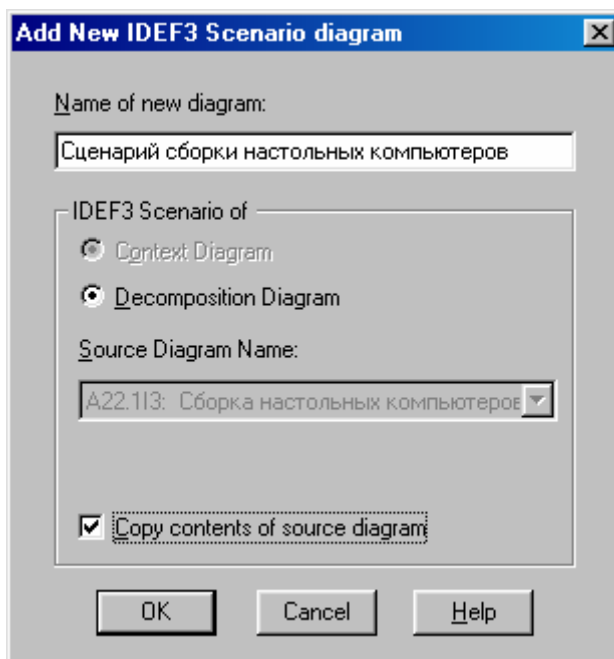 Add New IDEF3 Scenario diagram
Name of new diagram:
Сценарий сборки настольных компьютеров
IDEF3 Scenario of
Context Diagram
Decomposition Diagram
Source Diagram Name:
A22.1I3: Сборка настольных компьютеров
Copy contents of source diagram
OK Cancel Help